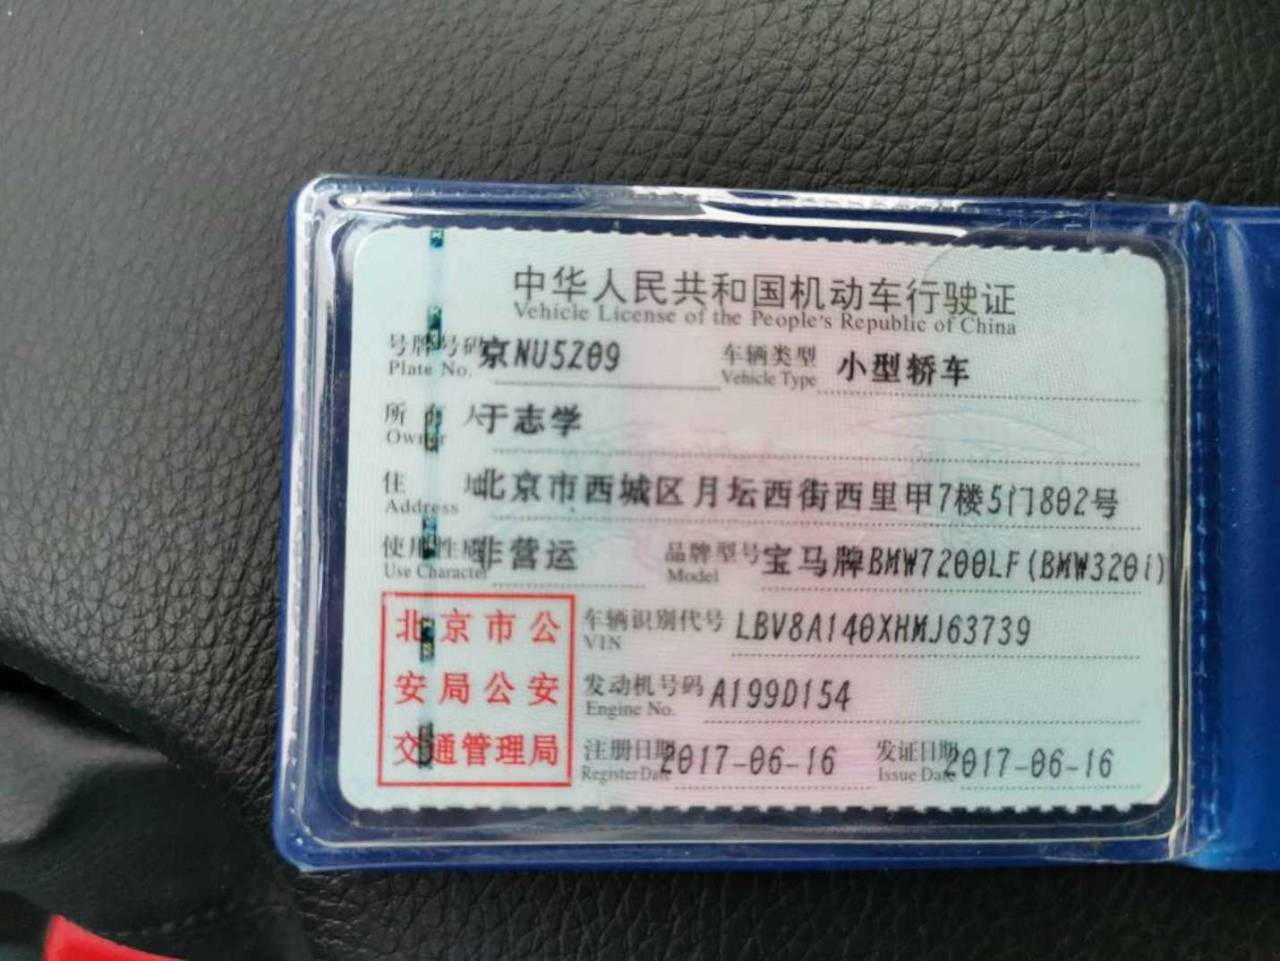 中华人民共和国机动车行驶证
Vehicle License of the People's Republic of China
号牌号码 京NU5Z09 车辆类型 小型轿车
Plate No. Vehicle Type
所有人 于志学
Owner
住址 北京市西城区月坛西街西里甲7楼5门802号
Address
使用性质 非营运 品牌型号 宝马牌BMW7200LF(BMW320i)
Use Character Model
北京市公
安局公安
交通管理局
车辆识别代号 LBV8A140XHMJ63739
VIN
发动机号码 A199D154
Engine No.
注册日期 2017-06-16 发证日期 2017-06-16
Register Date Issue Date